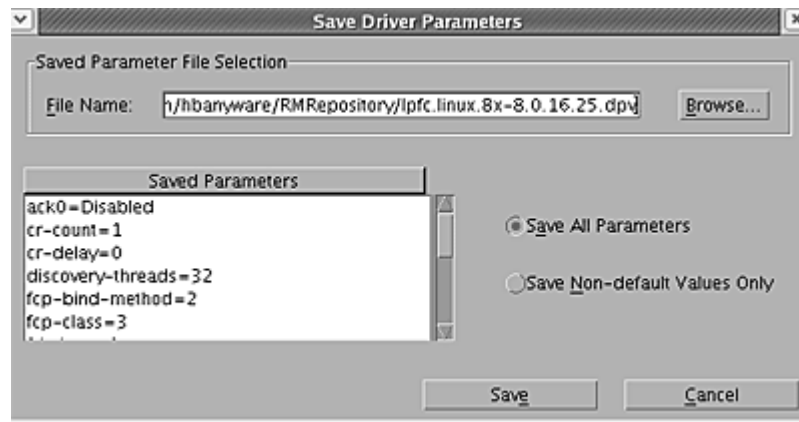 Save Driver Parameters
Saved Parameter File Selection
File Name: n/hbanyware/RMRepository/lpfc.linux.8x-8.0.16.25.dpv Browse...
Saved Parameters
ack0=Disabled
cr-count=1
cr-delay=0
discovery-threads=32
fcp-bind-method=2
fcp-class=3
Save All Parameters
Save Non-default Values Only
Save Cancel